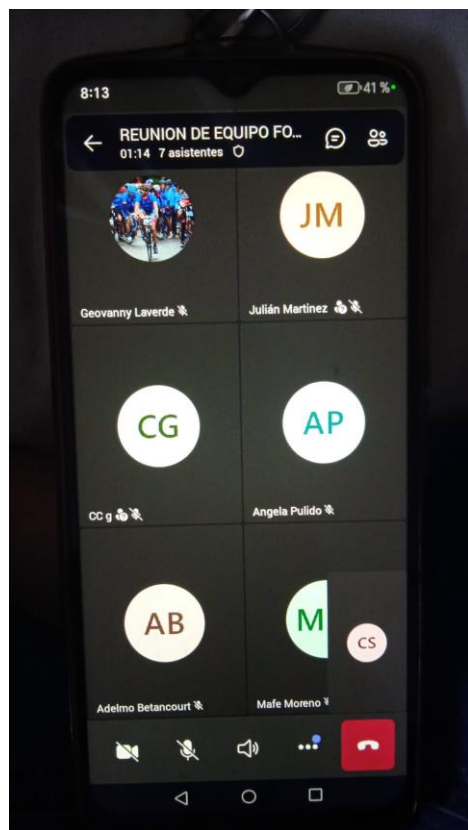 8:13
41 %
REUNION DE EQUIPO FO...
01:14 7 asistentes
JM
Geovanny Laverde
Julián Martinez
CG
AP
CC g
Angela Pulido
AB
M
CS
Adelmo Betancourt
Mafe Moreno